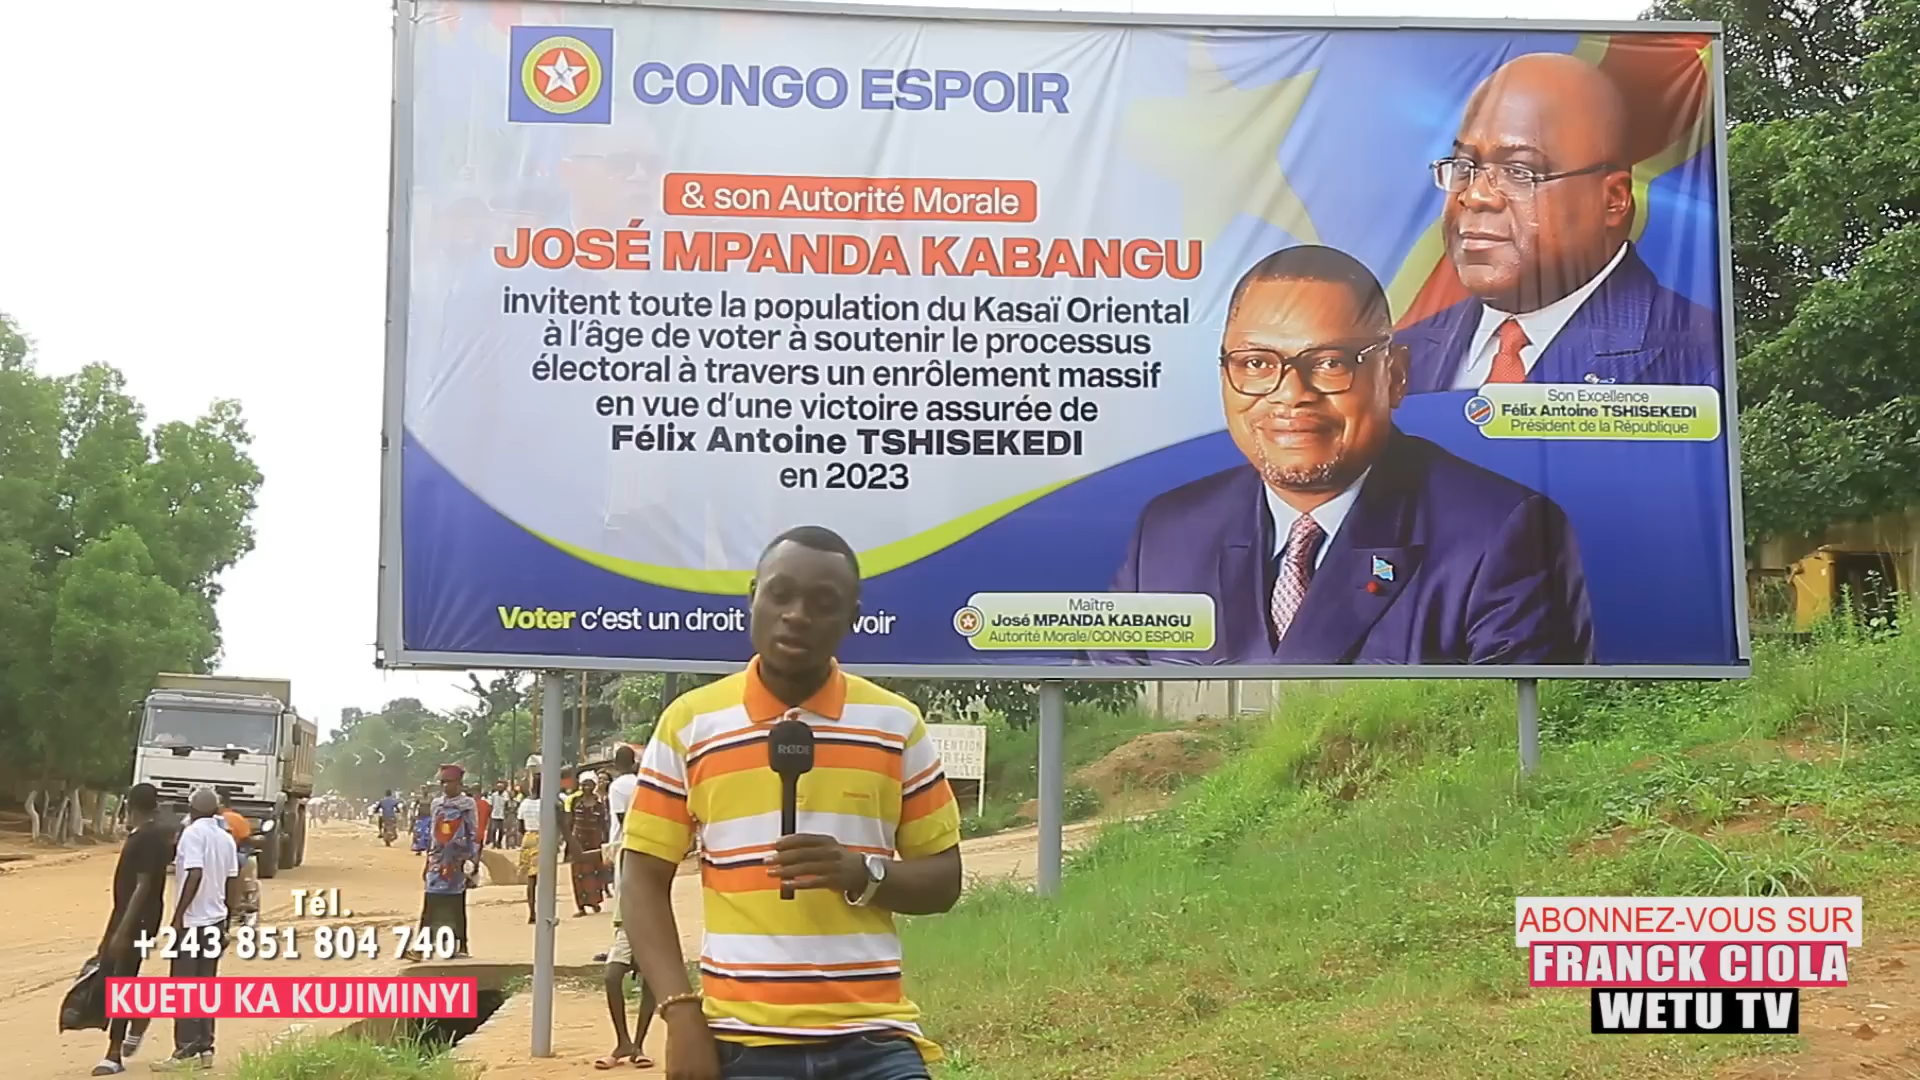 CONGO ESPOIR
& son Autorité Morale
JOSÉ MPANDA KABANGU
invitent toute la population du Kasaï Oriental
à l'âge de voter à soutenir le processus
électoral à travers un enrôlement massif
en vue d'une victoire assurée de
Félix Antoine TSHISEKEDI
en 2023
Son Excellence
Félix Antoine TSHISEKEDI
Président de la République
Voter c'est un droit
voir
Maître
José MPANDA KABANGU
Autorité Morale/CONGO ESPOIR
RØDE
Tél.
+243 851 804 740
KUETU KA KUJIMINYI
ABONNEZ-VOUS SUR
FRANCK CIOLA
WETU TV